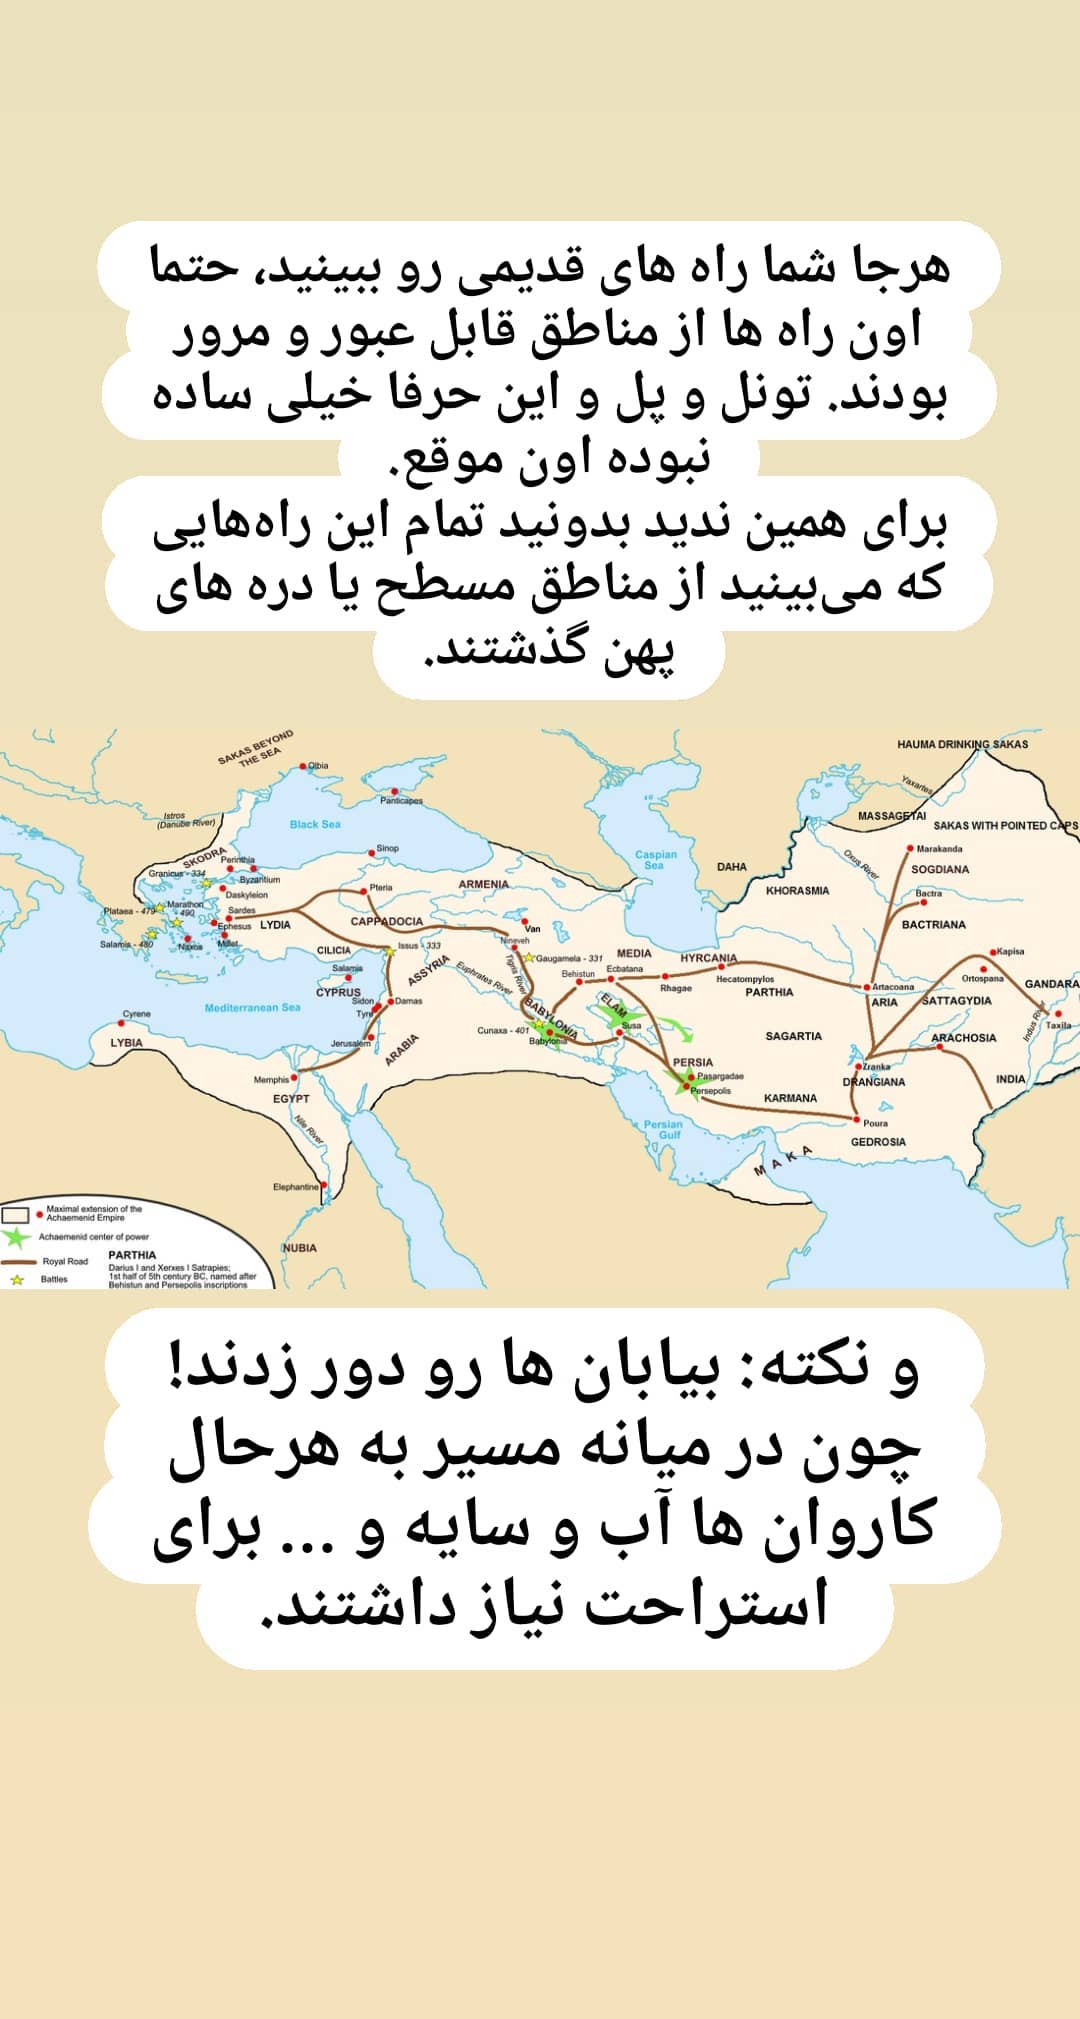 هرجا شما راه های قدیمی رو ببینید، حتما
اون راه ها از مناطق قابل عبور و مرور
بودند. تونل و پل و این حرفا خیلی ساده
نبوده اون موقع.
برای همین ندید بدونید تمام این راه‌هایی
که می‌بینید از مناطق مسطح یا دره های
پهن گذشتند.
SAKAS BEYOND
THE SEA
HAUMA DRINKING SAKAS
Olbia
Yaxartes
Panticapes
Istros
(Danube River)
Black Sea
MASSAGETAI
SAKAS WITH POINTED CAPS
SKODRA
Perinthia
Sinop
Caspian
Sea
DAHA
Oxus River
Marakanda
SOGDIANA
Granicus - 334
Byzantium
Daskyleion
Pteria
ARMENIA
KHORASMIA
Bactra
Plataea - 479
Marathon
- 490
Sardes
Ephesus
LYDIA
CAPPADOCIA
Van
BACTRIANA
Salamis - 480
Naxos
Millet
CILICIA
Issus - 333
Nineveh
Gaugamela - 331
MEDIA
HYRCANIA
Kapisa
Salamis
CYPRUS
ASSYRIA
Euphrates River
Tigris River
Behistun
Ecbatana
Rhagae
Hecatompylos
PARTHIA
Artacoana
ARIA
Ortospana
SATTAGYDIA
GANDARA
Mediterranean Sea
Sidon
Tyre
Damas
BABYLONIA
ELAM
Susa
Indus River
Taxila
Cyrene
LYBIA
Jerusalem
ARABIA
Cunaxa - 401
Babylonia
SAGARTIA
ARACHOSIA
Memphis
EGYPT
PERSIA
Pasargadae
Persepolis
KARMANA
Zranka
DRANGIANA
INDIA
Nile River
Persian
Gulf
Poura
GEDROSIA
MAKA
Elephantine
NUBIA
Maximal extension of the
Achaemenid Empire
Achaemenid center of power
Royal Road
Battles
PARTHIA
Darius I and Xerxes I Satrapies;
1st half of 5th century BC, named after
Behistun and Persepolis inscriptions
و نکته: بیابان ها رو دور زدند!
چون در میانه مسیر به هرحال
کاروان ها آب و سایه و ... برای
استراحت نیاز داشتند.